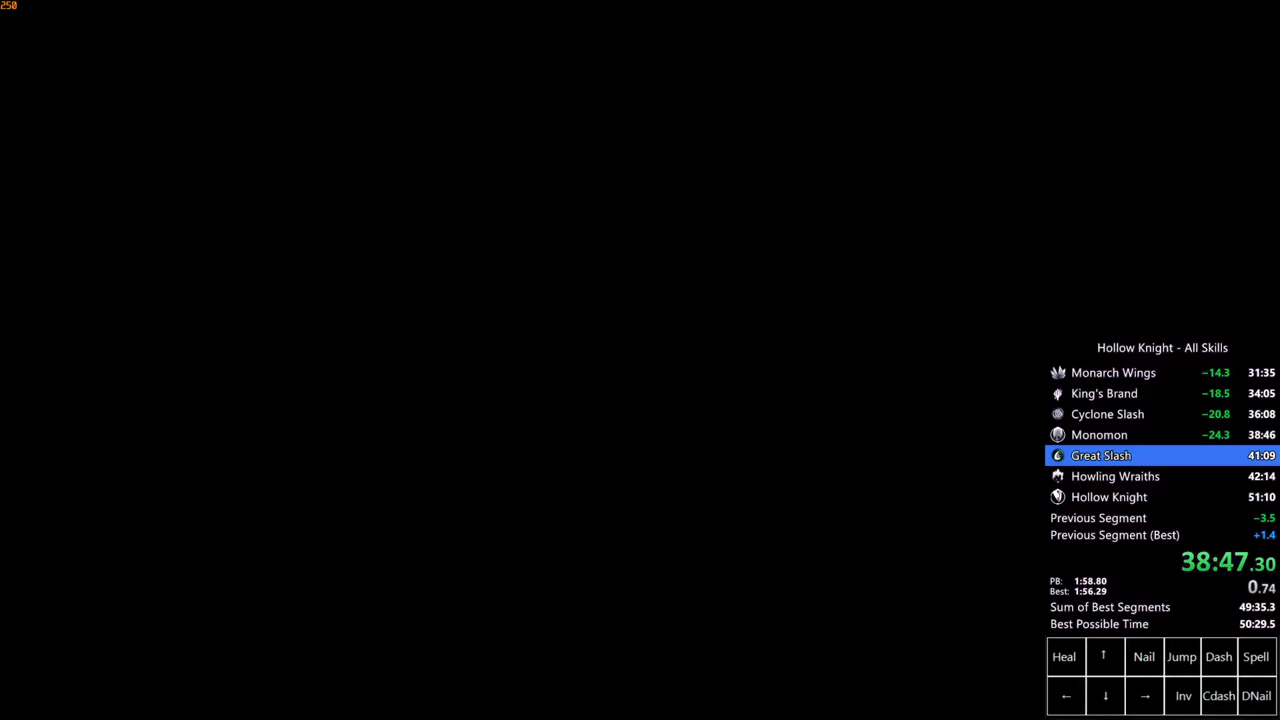 250
Hollow Knight - All Skills
Monarch Wings −14.3 31:35
King's Brand −18.5 34:05
Cyclone Slash −20.8 36:08
Monomon −24.3 38:46
Great Slash 41:09
Howling Wraiths 42:14
Hollow Knight 51:10
Previous Segment −3.5
Previous Segment (Best) +1.4
38:47.30
PB: 1:58.80 0.74
Best: 1:56.29
Sum of Best Segments 49:35.3
Best Possible Time 50:29.5
Heal ↑ Nail Jump Dash Spell
← ↓ → Inv Cdash DNail